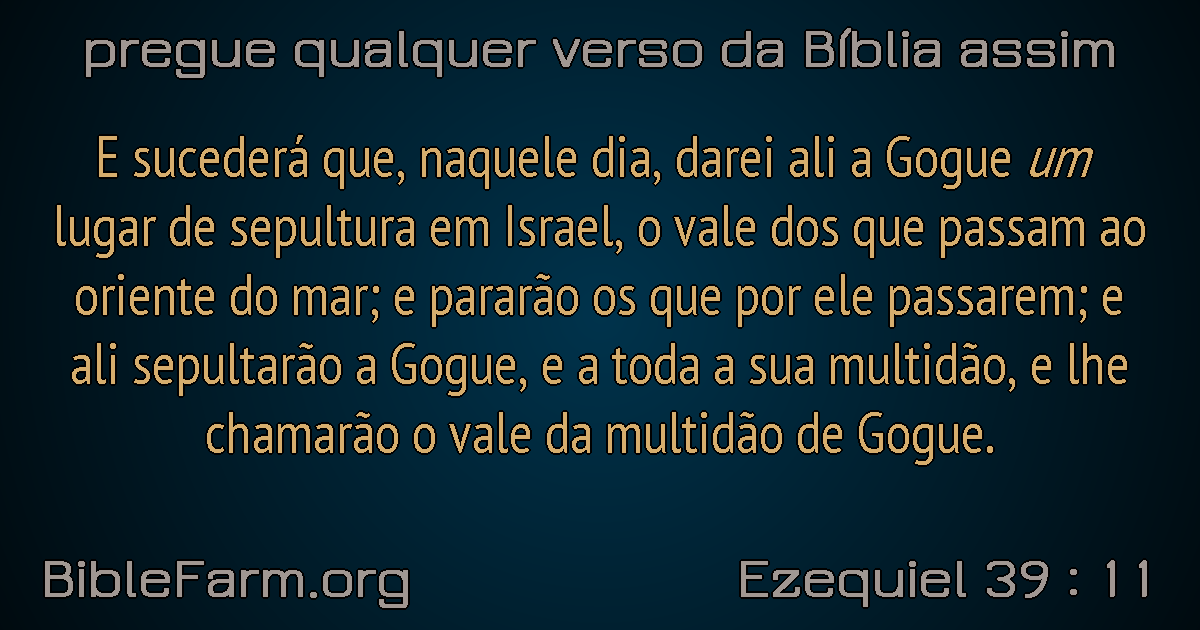 pregue qualquer verso da Bíblia assim
E sucederá que, naquele dia, darei ali a Gogue um
lugar de sepultura em Israel, o vale dos que passam ao
oriente do mar; e pararão os que por ele passarem; e
ali sepultarão a Gogue, e a toda a sua multidão, e lhe
chamarão o vale da multidão de Gogue.
BibleFarm.org
Ezequiel 39 : 11